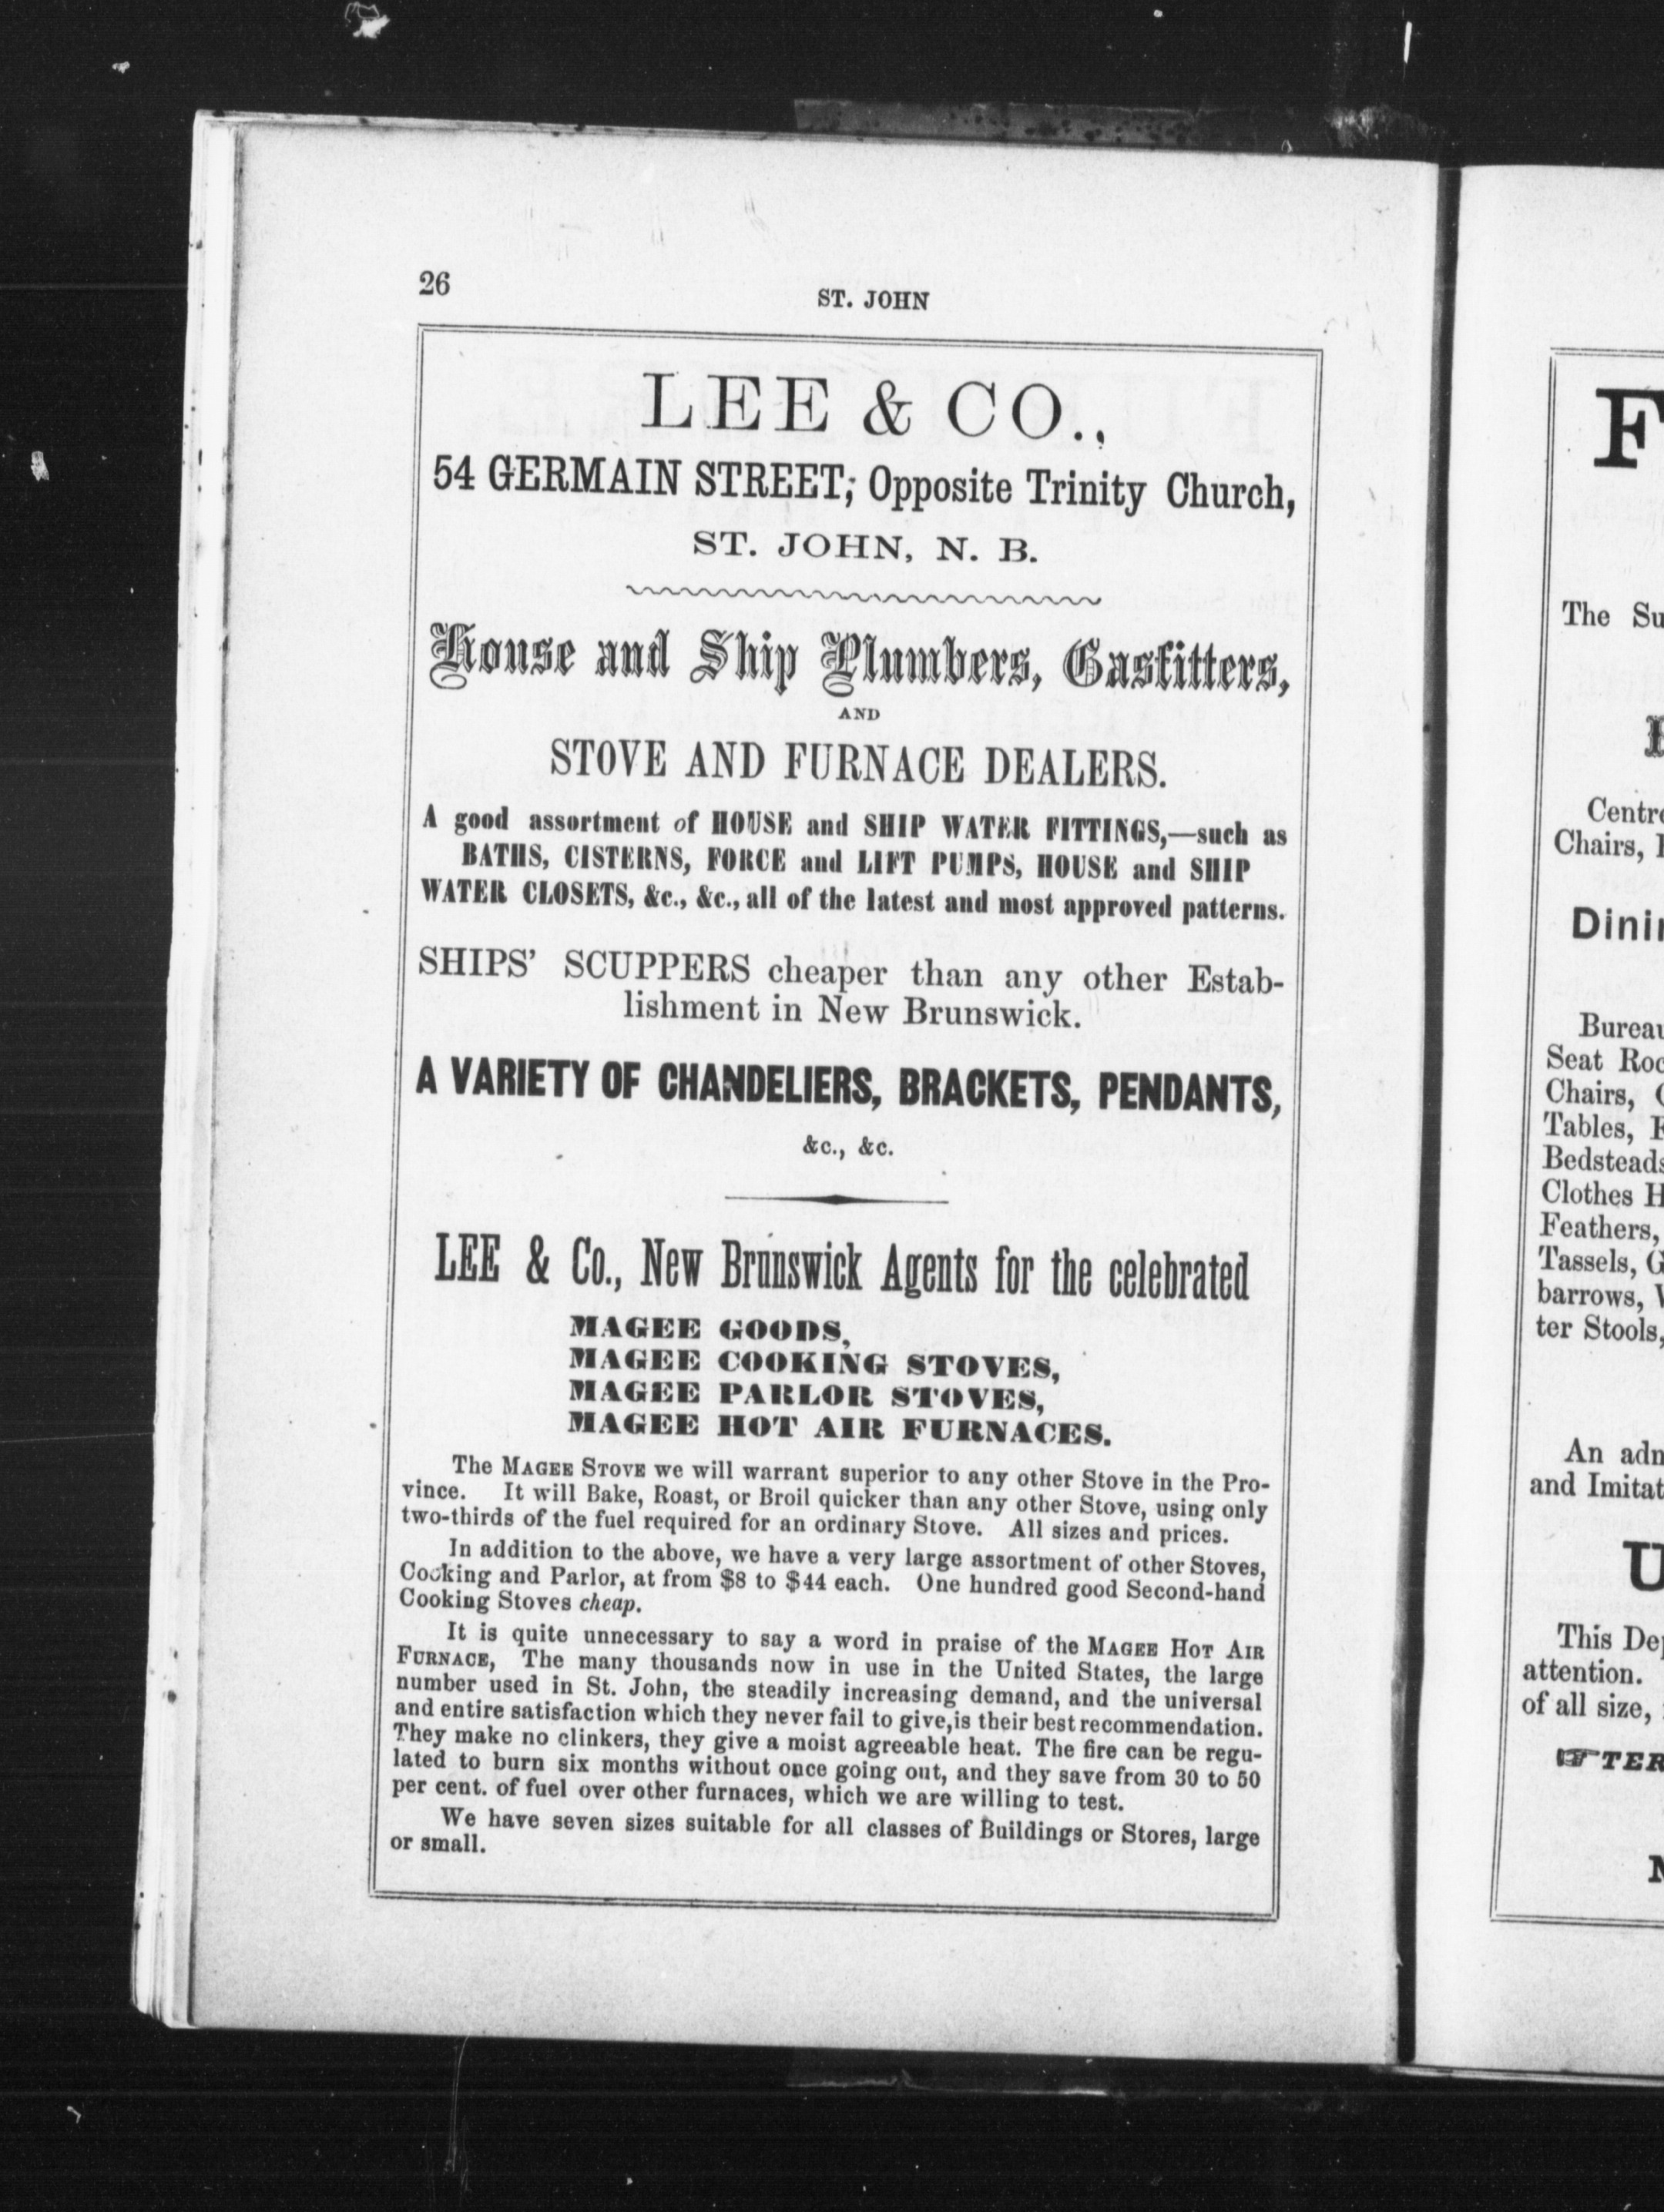 26
ST. JOHN
LEE & CO.,
54 GERMAIN STREET; Opposite Trinity Church,
ST. JOHN, N. B.
House and Ship Plumbers, Gasfitters,
AND
STOVE AND FURNACE DEALERS.
A good assortment of HOUSE and SHIP WATER FITTINGS,—such as
BATHS, CISTERNS, FORCE and LIFT PUMPS, HOUSE and SHIP
WATER CLOSETS, &c., &c., all of the latest and most approved patterns.
SHIPS' SCUPPERS cheaper than any other Estab-
lishment in New Brunswick.
A VARIETY OF CHANDELIERS, BRACKETS, PENDANTS,
&c., &c.
LEE & Co., New Brunswick Agents for the celebrated
MAGEE GOODS,
MAGEE COOKING STOVES,
MAGEE PARLOR STOVES,
MAGEE HOT AIR FURNACES.
The MAGEE STOVE we will warrant superior to any other Stove in the Pro-
vince. It will Bake, Roast, or Broil quicker than any other Stove, using only
two-thirds of the fuel required for an ordinary Stove. All sizes and prices.
In addition to the above, we have a very large assortment of other Stoves,
Cooking and Parlor, at from $8 to $44 each. One hundred good Second-hand
Cooking Stoves cheap.
It is quite unnecessary to say a word in praise of the MAGEE HOT AIR
FURNACE, The many thousands now in use in the United States, the large
number used in St. John, the steadily increasing demand, and the universal
and entire satisfaction which they never fail to give, is their best recommendation.
They make no clinkers, they give a moist agreeable heat. The fire can be regu-
lated to burn six months without once going out, and they save from 30 to 50
per cent. of fuel over other furnaces, which we are willing to test.
We have seven sizes suitable for all classes of Buildings or Stores, large
or small.
The
Chairs,
Seat
Chairs,
Tables,
Clothes
Feathers,
Tassels,
barrows,
ter Stools,
An
and
This
attention.
of all size,